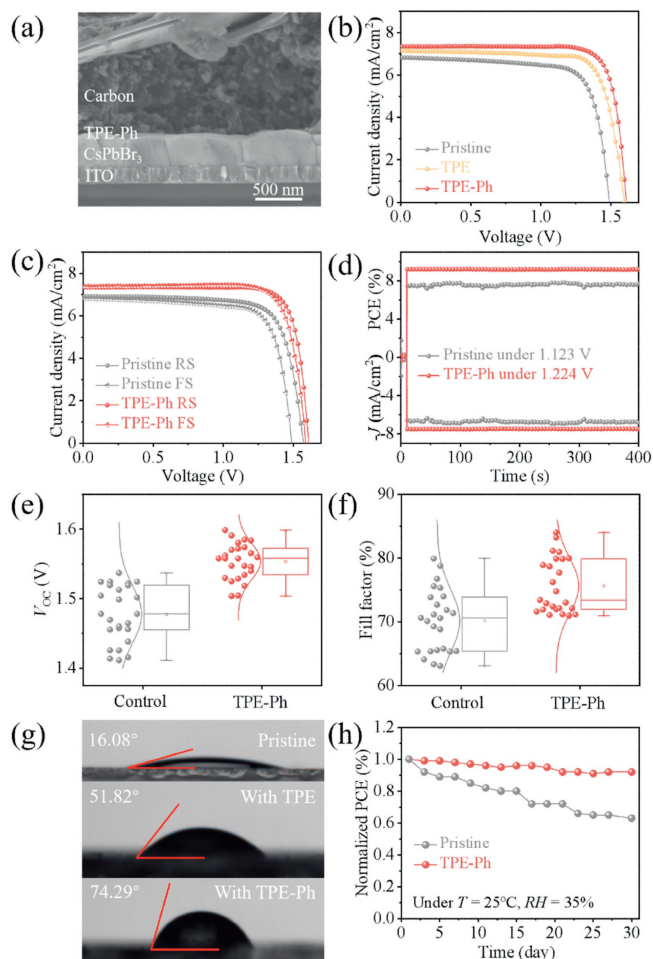 (a)
Carbon
TPE-Ph
CsPbBr₃
ITO
500 nm
(b)
Current density (mA/cm²)
6
4
2
0
Pristine
TPE
TPE-Ph
0.0
0.5
1.0
1.5
Voltage (V)
(c)
Current density (mA/cm²)
8
6
4
2
0
Pristine RS
Pristine FS
TPE-Ph RS
TPE-Ph FS
0.0
0.5
1.0
1.5
Voltage (V)
(d)
PCE (%)
-J (mA/cm²)
8
4
0
-4
-8
Pristine under 1.123 V
TPE-Ph under 1.224 V
0
100
200
300
400
Time (s)
(e)
V_OC (V)
1.6
1.5
1.4
Control
TPE-Ph
(f)
Fill factor (%)
90
80
70
60
Control
TPE-Ph
(g)
16.08°
Pristine
51.82°
With TPE
74.29°
With TPE-Ph
(h)
Normalized PCE (%)
1.0
0.8
0.6
0.4
0.2
0.0
Pristine
TPE-Ph
Under T = 25°C, RH = 35%
0
5
10
15
20
25
30
Time (day)